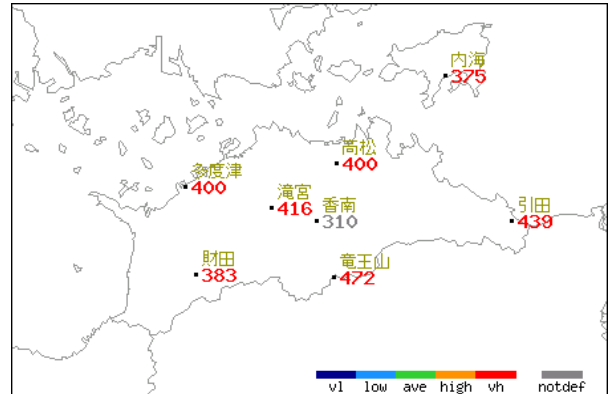 内海
375
高松
400
多度津
400
滝宮
416
香南
310
引田
439
財田
383
竜王山
472
vl low ave high vh notdef